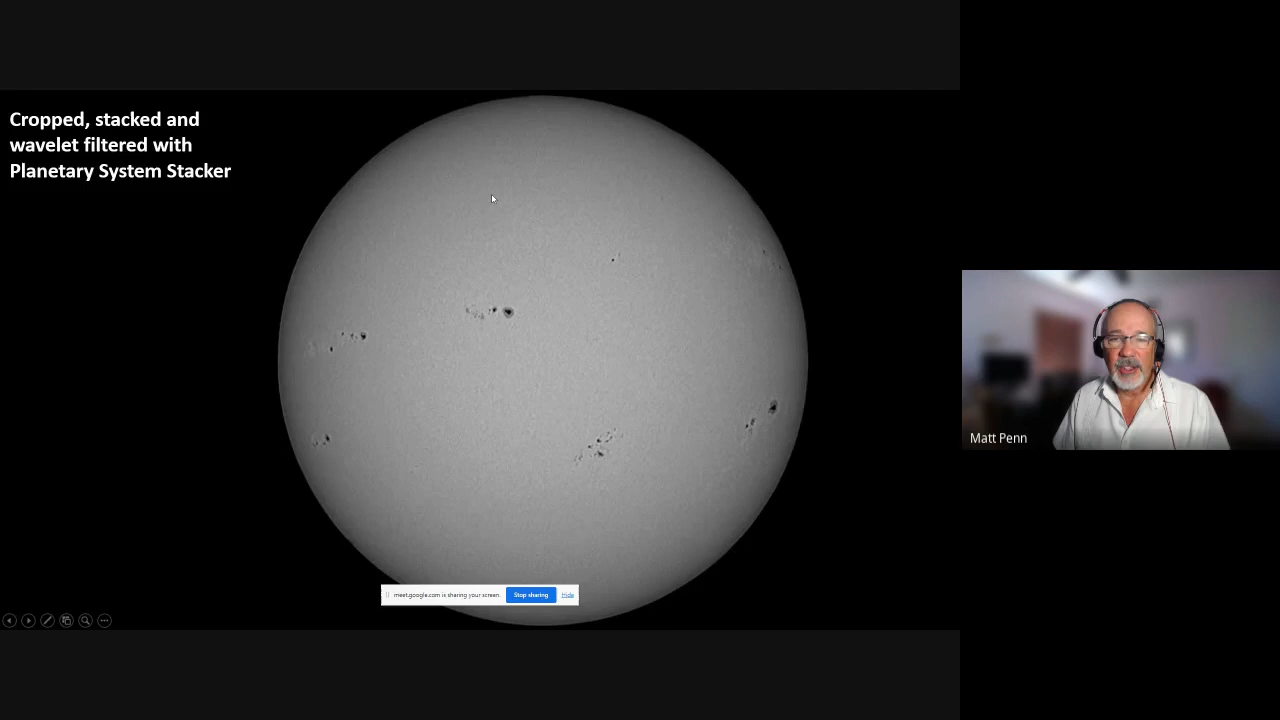 Cropped, stacked and
wavelet filtered with
Planetary System Stacker
Matt Penn
meet.google.com is sharing your screen.
Stop sharing
Hide